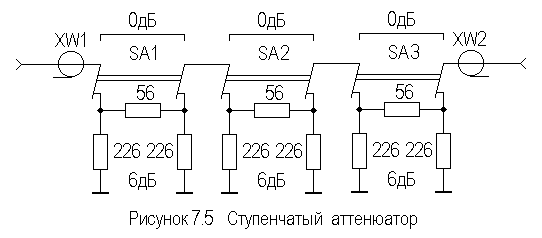 0дБ 0дБ 0дБ
XW1 SA1 SA2 SA3 XW2
56 56 56
226 226 226 226 226 226
6дБ 6дБ 6дБ
Рисунок 7.5 Ступенчатый аттенюатор